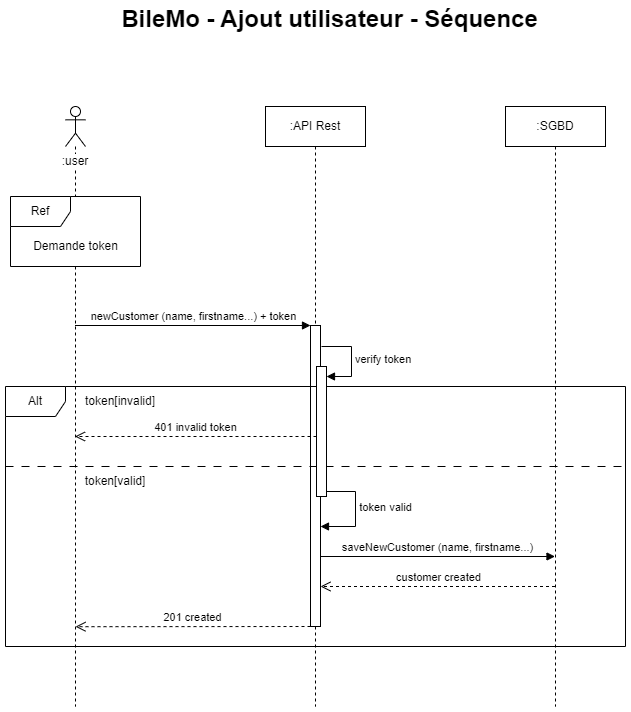 BileMo - Ajout utilisateur - Séquence
:user
:API Rest
:SGBD
Ref
Demande token
newCustomer (name, firstname...) + token
verify token
Alt
token[invalid]
401 invalid token
token[valid]
token valid
saveNewCustomer (name, firstname...)
customer created
201 created